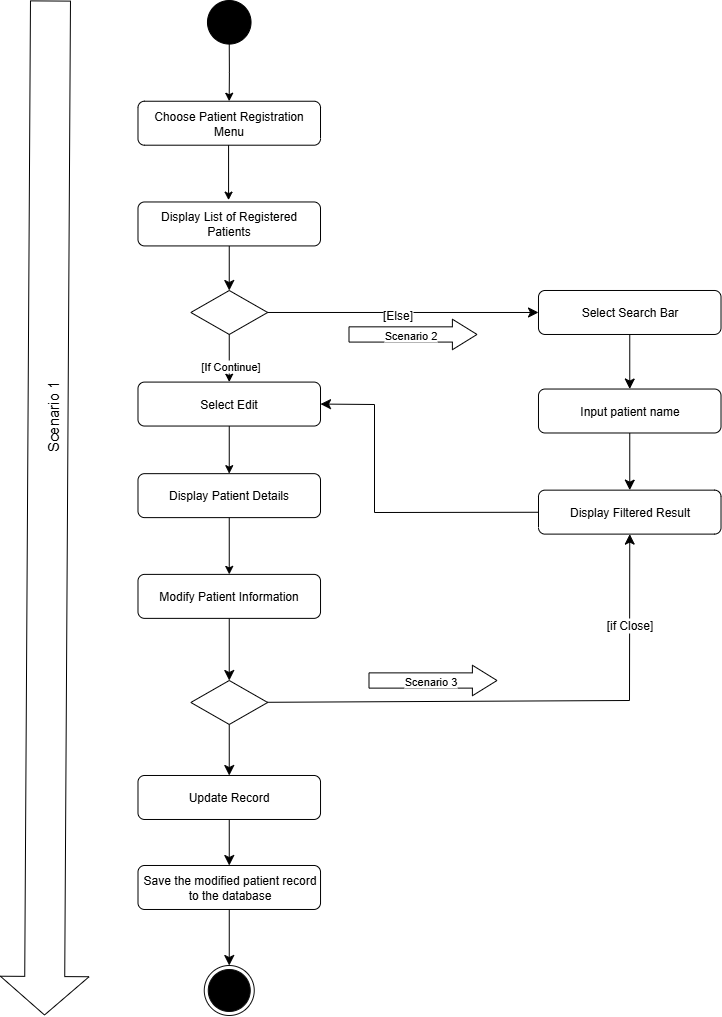 Choose Patient Registration
Menu
Display List of Registered
Patients
[Else]
Scenario 2
Select Search Bar
[If Continue]
Select Edit
Input patient name
Scenario 1
Display Patient Details
Display Filtered Result
Modify Patient Information
[if Close]
Scenario 3
Update Record
Save the modified patient record
to the database